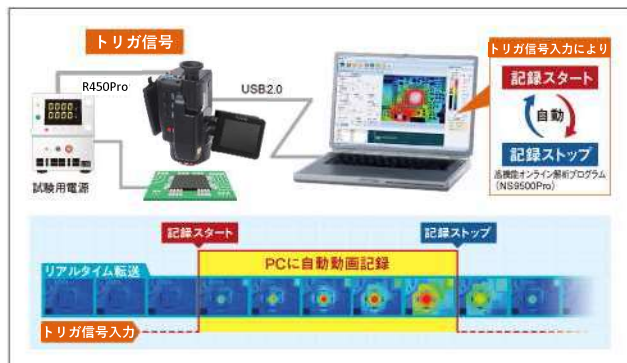 トリガ信号
R450Pro
USB2.0
試験用電源
トリガ信号入力により
記録スタート
自動
記録ストップ
高機能オンライン解析プログラム
(NS9500Pro)
記録スタート
記録ストップ
PCに自動動画記録
リアルタイム転送
トリガ信号入力